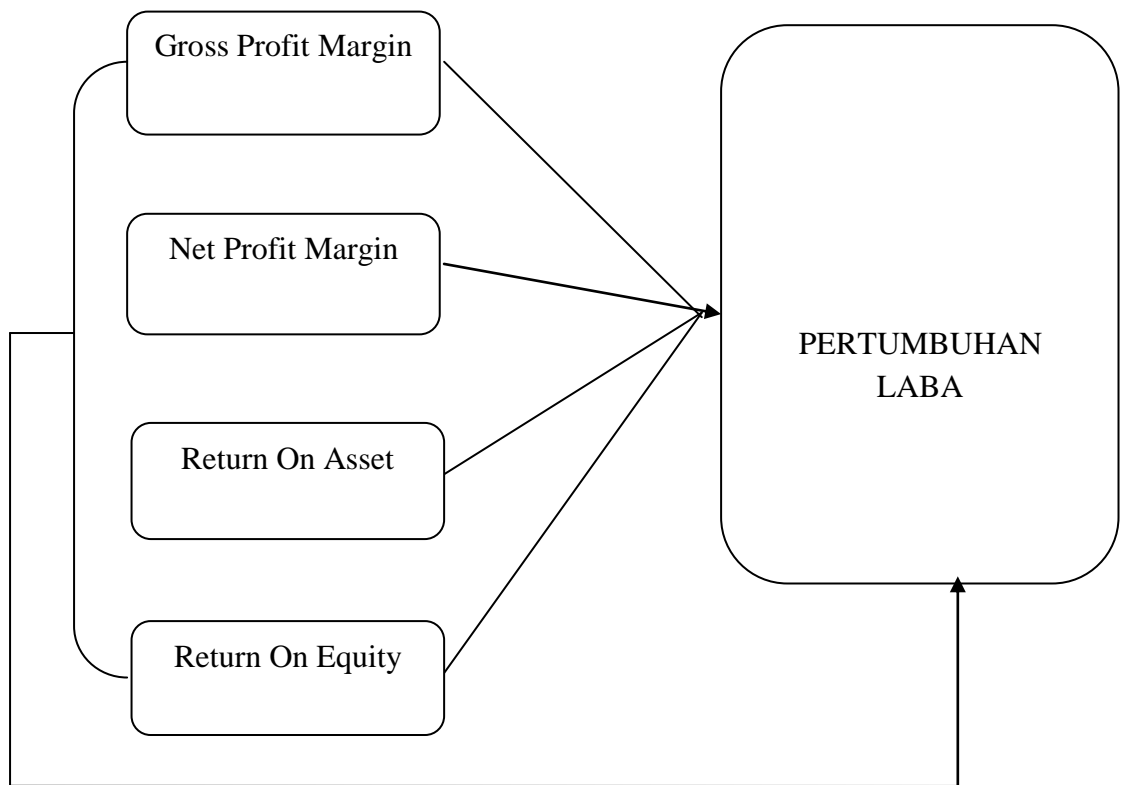 Gross Profit Margin
Net Profit Margin
PERTUMBUHAN
LABA
Return On Asset
Return On Equity